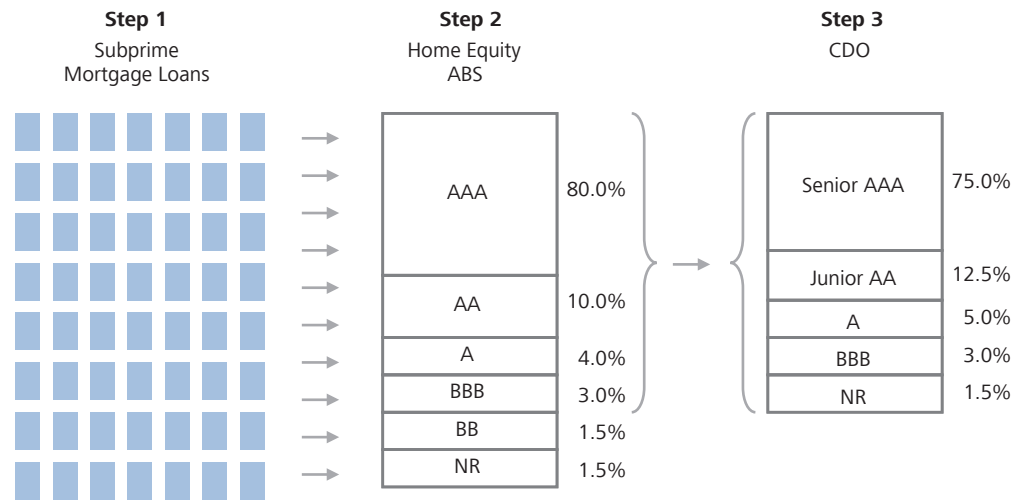 Step 1
Subprime
Mortgage Loans
Step 2
Home Equity
ABS
AAA
80.0%
AA
10.0%
A
4.0%
BBB
3.0%
BB
1.5%
NR
1.5%
Step 3
CDO
Senior AAA
75.0%
Junior AA
12.5%
A
5.0%
BBB
3.0%
NR
1.5%